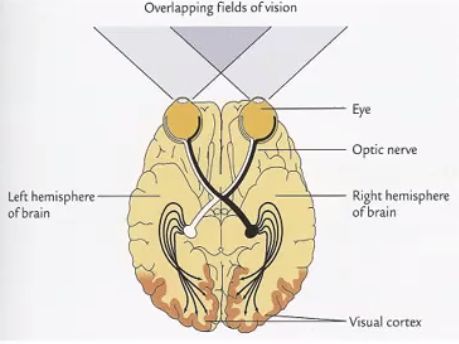 Overlapping fields of vision
Eye
Optic nerve
Left hemisphere
of brain
Right hemisphere
of brain
Visual cortex